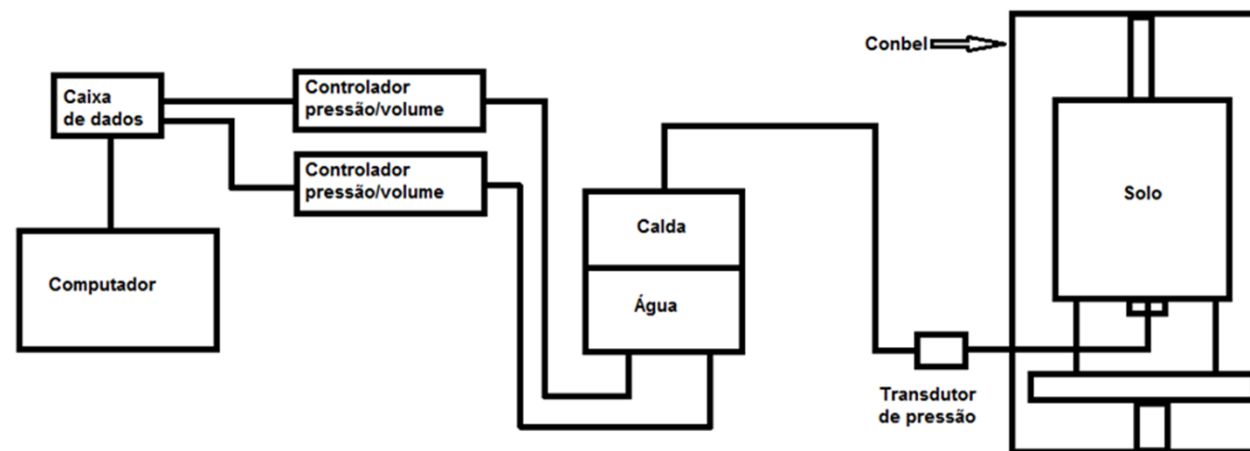 Conbel
Controlador
pressão/volume
Caixa
de dados
Controlador
pressão/volume
Calda
Solo
Computador
Água
Transdutor
de pressão